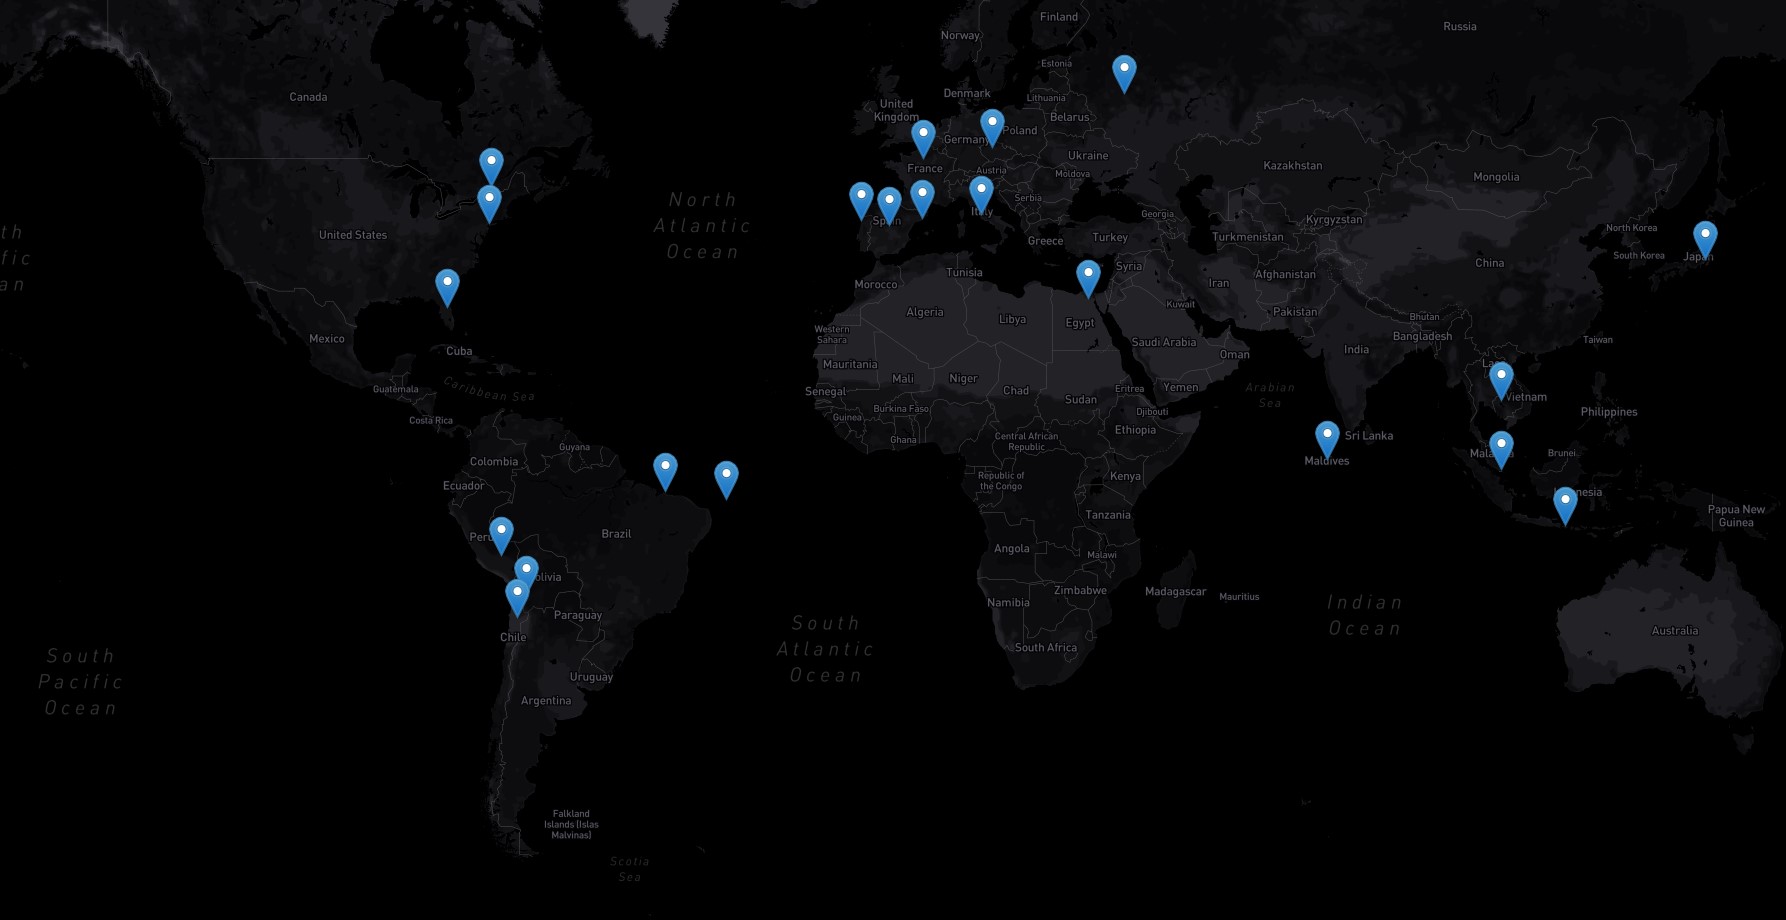 Finland
Russia
Norway
Estonia
Canada
Denmark
Lithuania
United
Kingdom
Belarus
Germany
Poland
Ukraine
France
Austria
Moldova
Kazakhstan
Mongolia
Serbia
Italy
Spain
North
Atlantic
Ocean
Georgia
Kyrgyzstan
th
fic
an
United States
Greece
Turkey
Turkmenistan
North Korea
South Korea
Japan
Tunisia
Syria
Afghanistan
China
Morocco
Iran
Algeria
Libya
Egypt
Kuwait
Pakistan
Bhutan
Bangladesh
Western
Sahara
Mexico
Cuba
Saudi Arabia
Oman
India
Taiwan
Mauritania
Mali
Niger
Chad
La
Guatemala
Caribbean Sea
Senegal
Sudan
Eritrea
Yemen
Arabian
Sea
Vietnam
Costa Rica
Guinea
Burkina Faso
Djibouti
Philippines
Ghana
Central African
Republic
Ethiopia
Sri Lanka
Guyana
Colombia
Maldives
Mala
ia
Brunei
Ecuador
Republic of
the Congo
Kenya
nesia
Tanzania
Papua New
Guinea
Peru
Brazil
Angola
Malawi
olivia
Zimbabwe
Madagascar
Mauritius
Namibia
Indian
Ocean
Paraguay
South
Atlantic
Ocean
Chile
Australia
South Africa
South
Pacific
Ocean
Uruguay
Argentina
Falkland
Islands (Islas
Malvinas)
Scotia
Sea